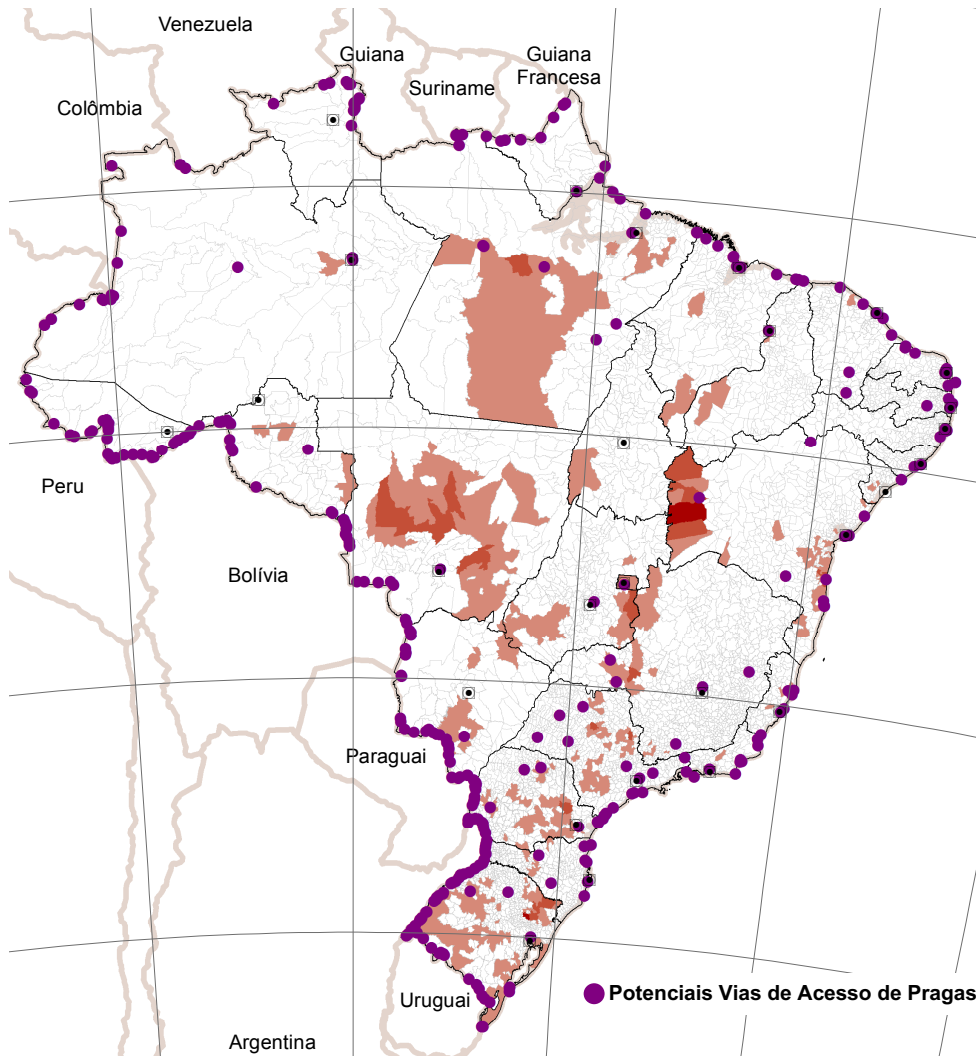 Venezuela
Guiana
Guiana
Francesa
Suriname
Colômbia
Peru
Bolívia
Paraguai
Uruguai
Potenciais Vias de Acesso de Pragas
Argentina